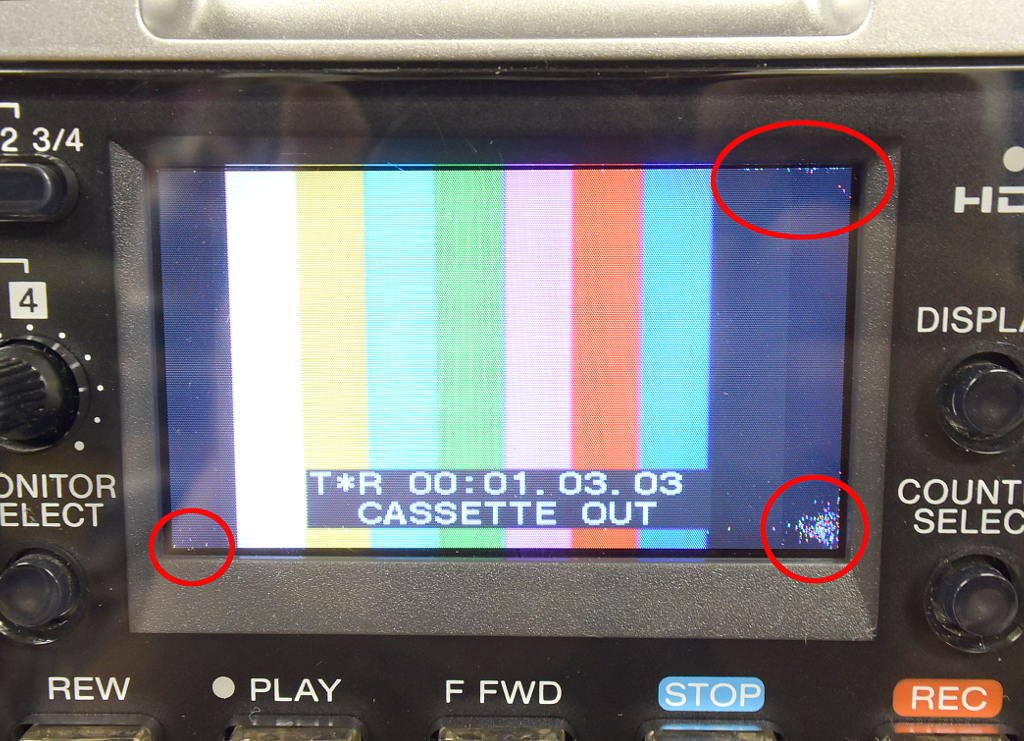 2 3/4
HD
4
DISPLA
ONITOR
ELECT
COUNT
SELEC
T*R 00:01.03.03
CASSETTE OUT
REW
PLAY
F FWD
STOP
REC